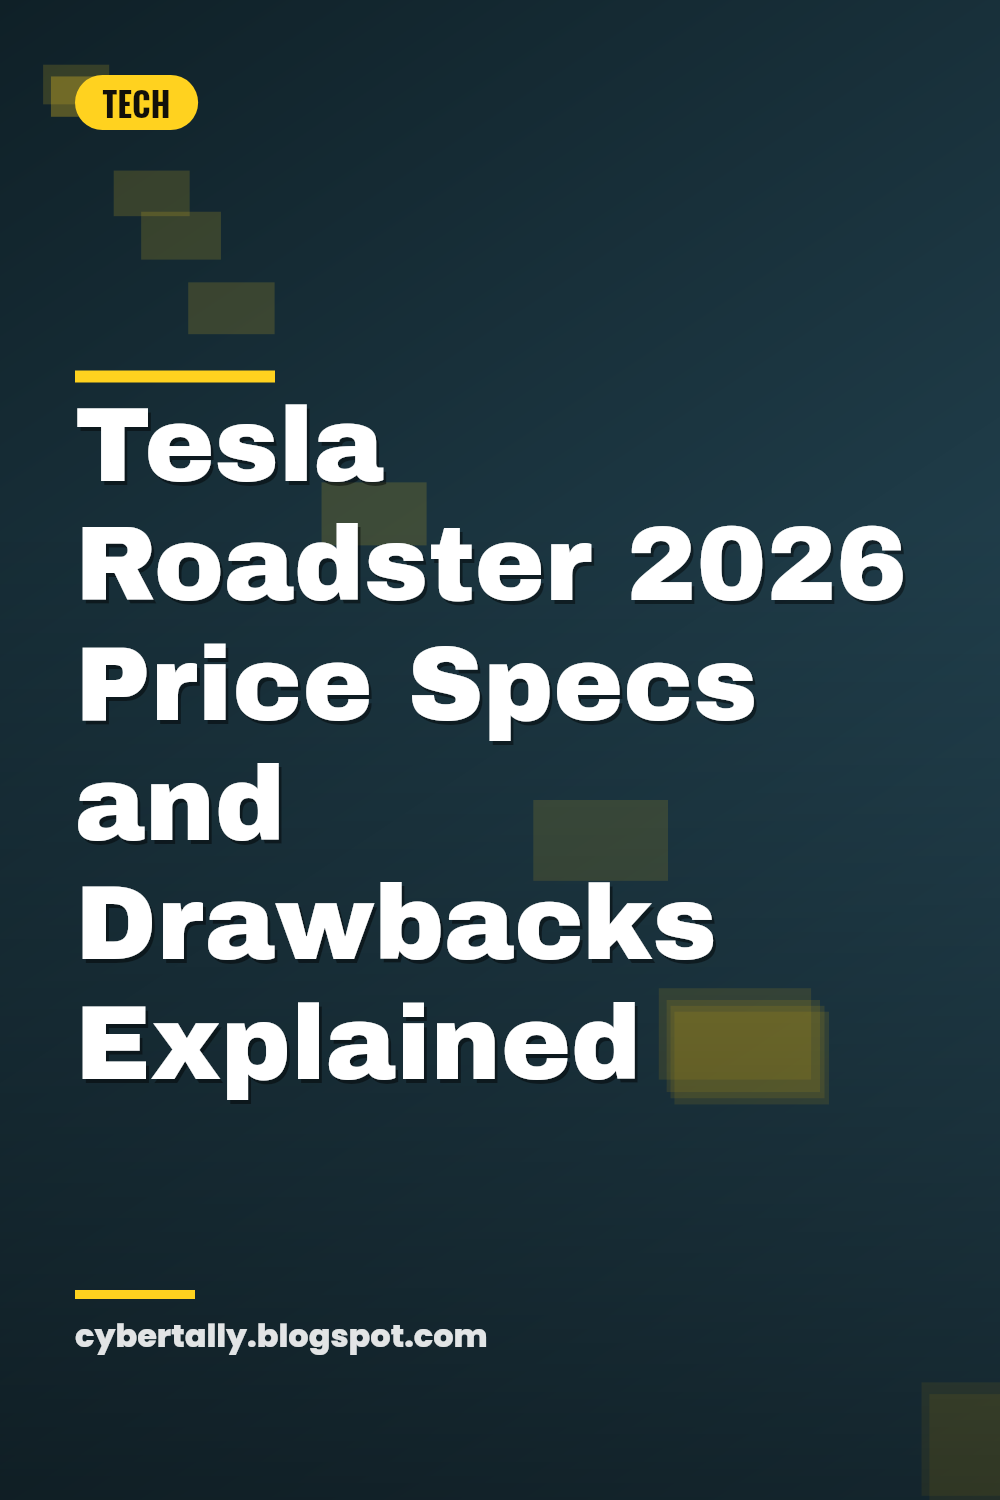 TECH
Tesla
Roadster 2026
Price Specs
and
Drawbacks
Explained
cybertally.blogspot.com